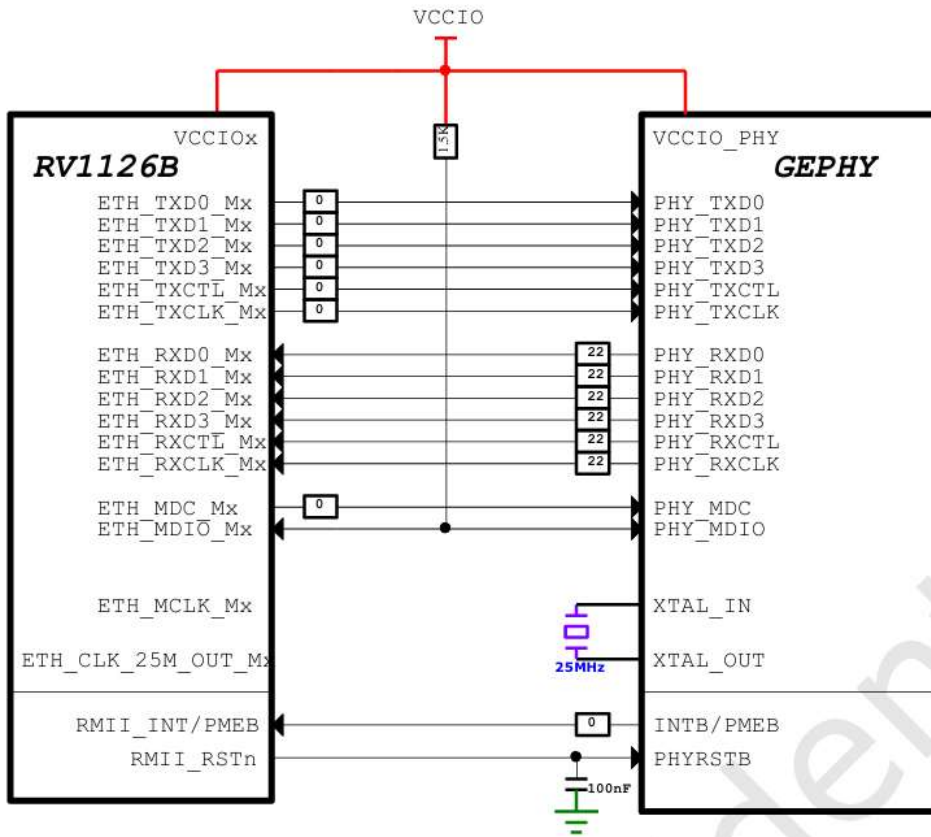 VCCIO
VCCIOx
RV1126B
ETH_TXD0_Mx
ETH_TXD1_Mx
ETH_TXD2_Mx
ETH_TXD3_Mx
ETH_TXCTL_Mx
ETH_TXCLK_Mx
ETH_RXD0_Mx
ETH_RXD1_Mx
ETH_RXD2_Mx
ETH_RXD3_Mx
ETH_RXCTL_Mx
ETH_RXCLK_Mx
ETH_MDC_Mx
ETH_MDIO_Mx
ETH_MCLK_Mx
ETH_CLK_25M_OUT_Mx
RMII_INT/PMEB
RMII_RSTn
1.5K
0
0
0
0
0
0
22
22
22
22
22
22
0
25MHz
0
100nF
VCCIO_PHY
GEPHY
PHY_TXD0
PHY_TXD1
PHY_TXD2
PHY_TXD3
PHY_TXCTL
PHY_TXCLK
PHY_RXD0
PHY_RXD1
PHY_RXD2
PHY_RXD3
PHY_RXCTL
PHY_RXCLK
PHY_MDC
PHY_MDIO
XTAL_IN
XTAL_OUT
INTB/PMEB
PHYRSTB